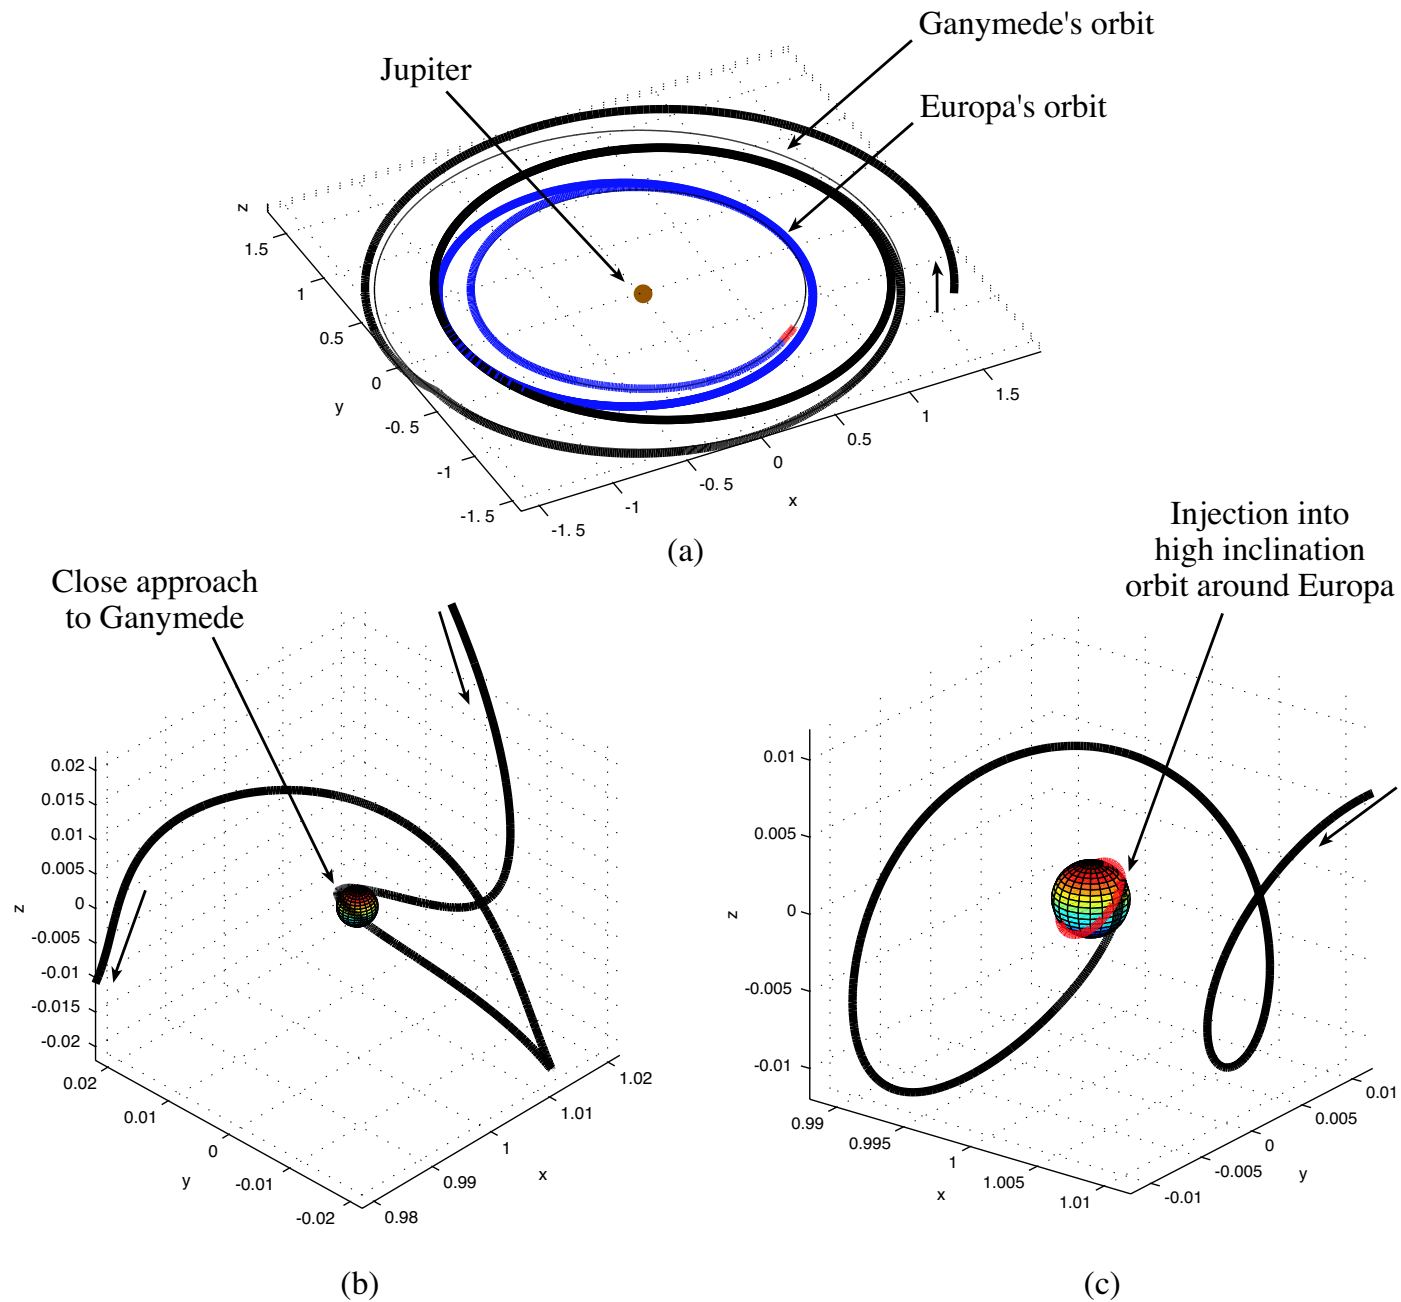 Ganymede's orbit
Jupiter
Europa's orbit
z
1.5
1
0.5
0
y
-0. 5
-1
-1. 5
-1. 5
-1
-0. 5
0
0.5
1
1.5
x
(a)
Injection into
high inclination
orbit around Europa
Close approach
to Ganymede
0.02
0.015
0.01
0.005
0
-0.005
-0.01
-0.015
-0.02
z
0.02
0.01
0
-0.01
-0.02
y
0.98
0.99
1
1.01
1.02
x
(b)
0.01
0.005
0
-0.005
-0.01
z
0.99
0.995
1
1.005
1.01
x
-0.01
-0.005
0
0.005
0.01
y
(c)